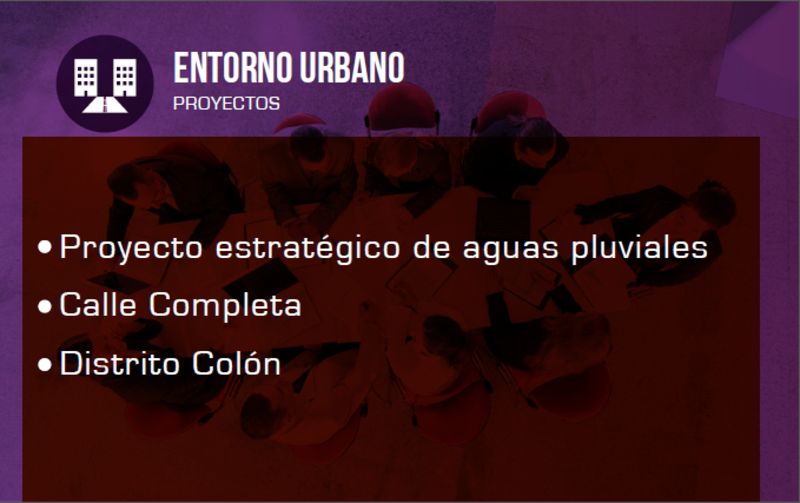 ENTORNO URBANO
PROYECTOS
• Proyecto estratégico de aguas pluviales
• Calle Completa
• Distrito Colón